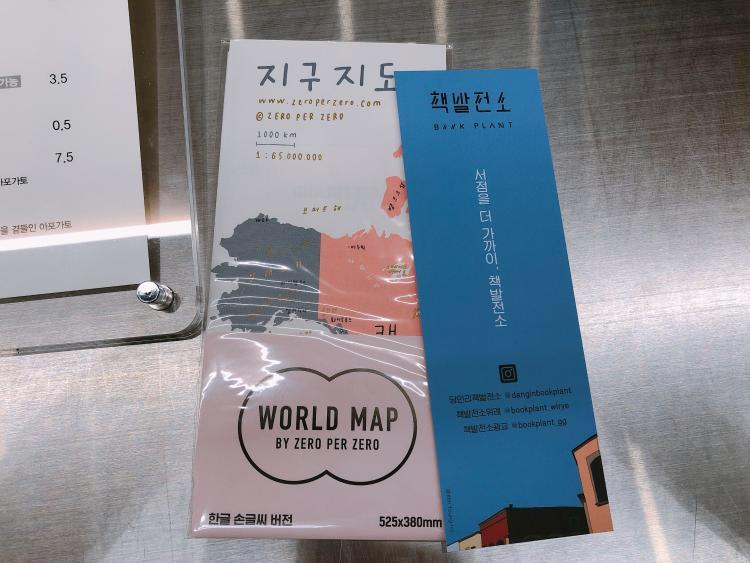 가능 3.5
0,5
7.5
아포가토
을 곁들인 아포가토
지구 지도
www.zeroperzero.com
@ ZERO PER ZERO
1000 km
1 : 65.000.000
WORLD MAP
BY ZERO PER ZERO
한글 손글씨 버전
525x380mm
책발전소
BOOK PLANT
서점을 더 가까이, 책발전소
당인리책발전소 @danginbookplant
책발전소위례 @bookplant_wirye
책발전소광교 @bookplant_gg